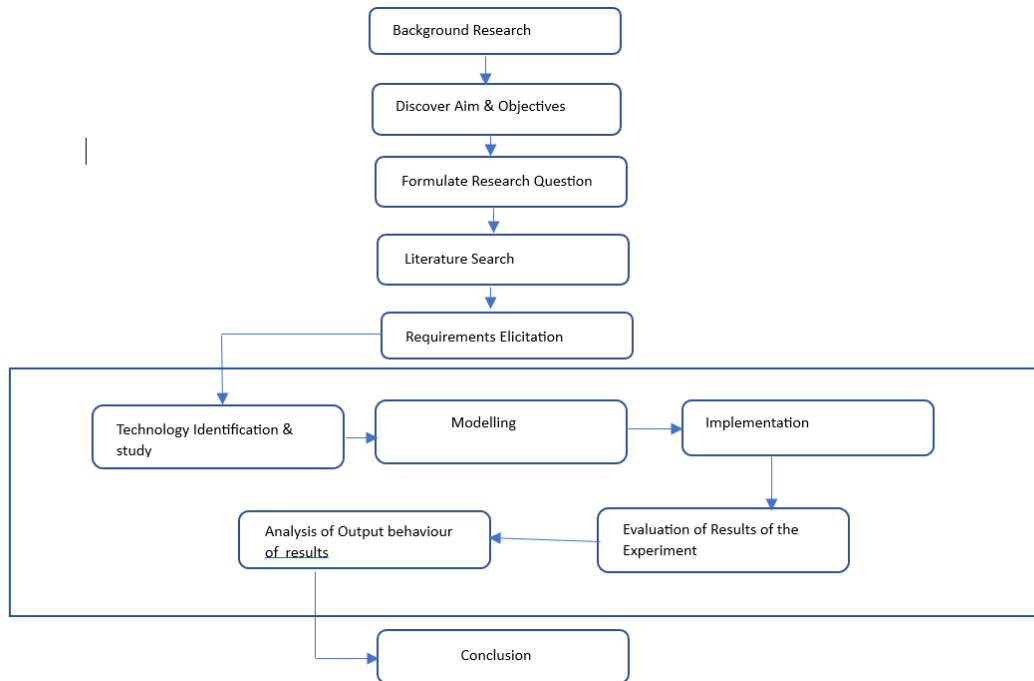 Background Research
Discover Aim & Objectives
Formulate Research Question
Literature Search
Requirements Elicitation
Technology Identification &
study
Modelling
Implementation
Evaluation of Results of the
Experiment
Analysis of Output behaviour
of results
Conclusion